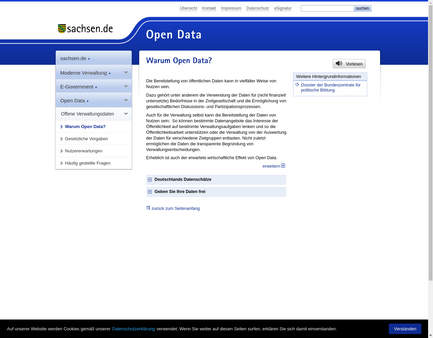 Übersicht Kontakt Impressum Datenschutz eSignatur suchen
sachsen.de
Open Data
sachsen.de
Moderne Verwaltung
E-Government
Open Data
Offene Verwaltungsdaten
Warum Open Data?
Gesetzliche Vorgaben
Nutzererwartungen
Häufig gestellte Fragen
Warum Open Data?
Die Bereitstellung von öffentlichen Daten kann in vielfäliter Weise von
Nutzen sein.
Dazu gehört unter anderem die Verwendung der Daten für (nicht finanziell
unterstützte) Bedürfnisse in der Zivilgesellschaft und die Ermöglichung von
gesellschaftlichen Diskussions- und Partizipationsprozessen.
Auch für die Verwaltung selbst kann die Bereitstellung der Daten von
Nutzen sein: So können bestimmte Datenangebote das Interesse der
Öffentlichkeit auf bestimmte Verwaltungsaufgaben lenken und so die
Öffentlichkeitsarbeit unterstützen oder die Verwaltung von der Auswertung
der Daten für verschiedene Zielgruppen entlasten. Nicht zuletzt
ermöglichen die Daten die transparente Begründung von
Verwaltungsentscheidungen.
Erheblich ist auch der erwartete wirtschaftliche Effekt von Open Data.
erweitern
Deutschlands Datenschätze
Geben Sie Ihre Daten frei
zurück zum Seitenanfang
Vorlesen
Weitere Hintergrundinformationen
Dossier der Bundeszentrale für
politische Bildung
Auf unserer Website werden Cookies gemäß unserer Datenschutzerklärung verwendet. Wenn Sie weiter auf diesen Seiten surfen, erklären Sie sich damit einverstanden. Verstanden